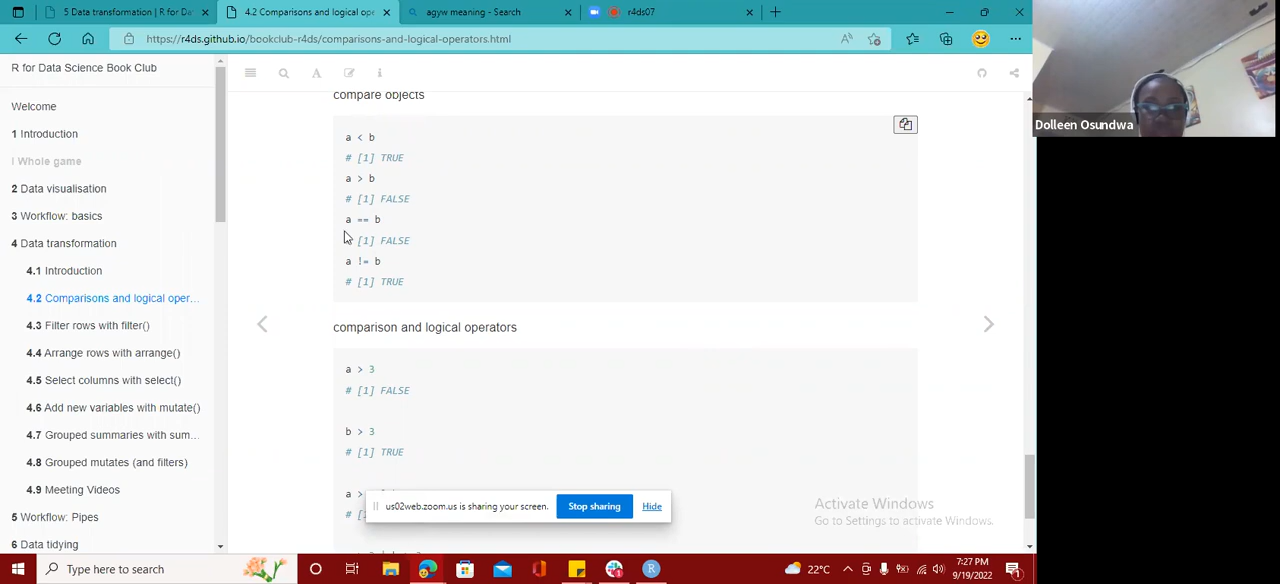 5 Data transformation | R for Da
4.2 Comparisons and logical ope
agyw meaning - Search
r4ds07
https://r4ds.github.io/bookclub-r4ds/comparisons-and-logical-operators.html
R for Data Science Book Club
Welcome
1 Introduction
I Whole game
2 Data visualisation
3 Workflow: basics
4 Data transformation
4.1 Introduction
4.2 Comparisons and logical oper...
4.3 Filter rows with filter()
4.4 Arrange rows with arrange()
4.5 Select columns with select()
4.6 Add new variables with mutate()
4.7 Grouped summaries with sum...
4.8 Grouped mutates (and filters)
4.9 Meeting Videos
5 Workflow: Pipes
6 Data tidying
compare objects
a < b
# [1] TRUE
a > b
# [1] FALSE
a == b
[1] FALSE
a != b
# [1] TRUE
comparison and logical operators
a > 3
# [1] FALSE
b > 3
# [1] TRUE
a >
# [
us02web.zoom.us is sharing your screen.
Stop sharing
Hide
Dolleen Osundwa
Activate Windows
Go to Settings to activate Windows.
Type here to search
22°C
7:27 PM
9/19/2022
1